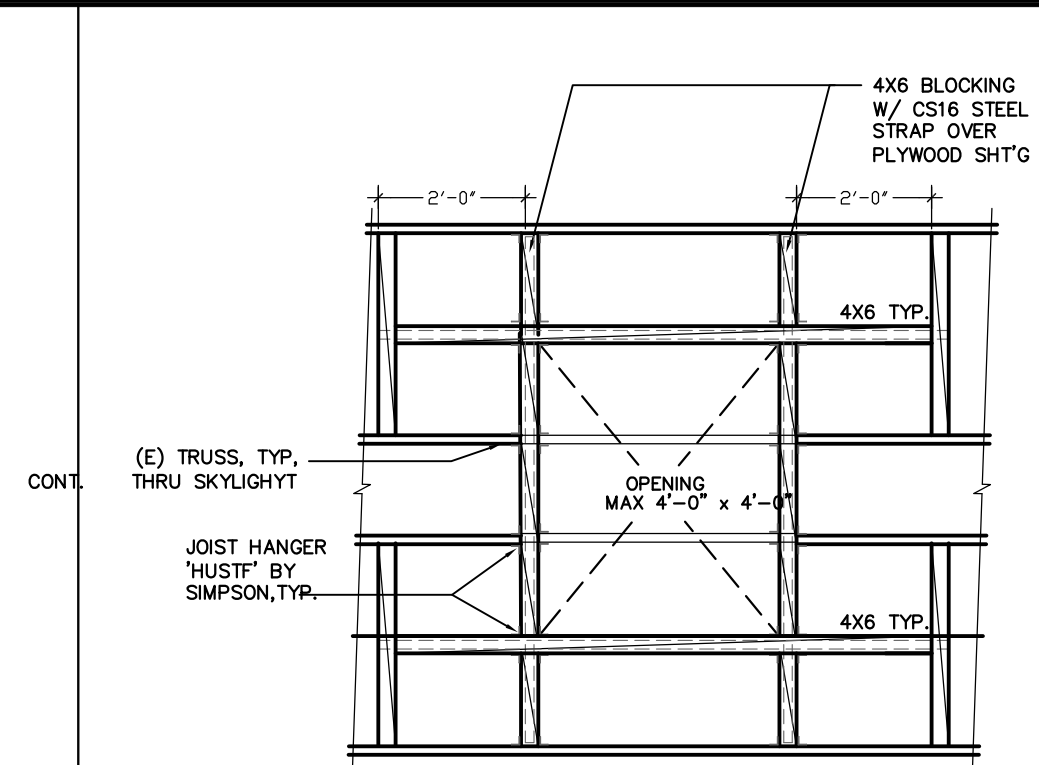 4X6 BLOCKING
W/ CS16 STEEL
STRAP OVER
PLYWOOD SHT'G
2'-0"
2'-0"
4X6 TYP.
(E) TRUSS, TYP,
THRU SKYLIGHYT
CONT.
OPENING
MAX 4'-0" x 4'-0"
JOIST HANGER
'HUSTF' BY
SIMPSON,TYP.
4X6 TYP.